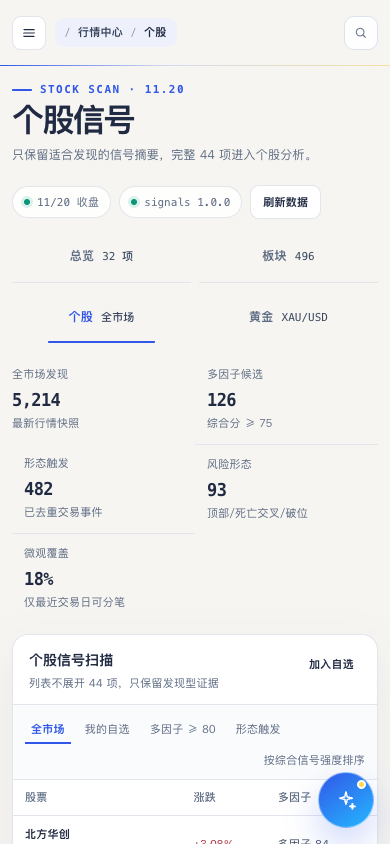 / 行情中心 / 个股
STOCK SCAN · 11.20
个股信号
只保留适合发现的信号摘要，完整 44 项进入个股分析。
11/20 收盘
signals 1.0.0
刷新数据
总览 32 项
板块 496
个股 全市场
黄金 XAU/USD
全市场发现
5,214
最新行情快照
多因子候选
126
综合分 ≥ 75
形态触发
482
已去重交易事件
风险形态
93
顶部/死亡交叉/破位
微观覆盖
18%
仅最近交易日可分笔
个股信号扫描
列表不展开 44 项，只保留发现型证据
加入自选
全市场 我的自选 多因子 ≥ 80 形态触发
按综合信号强度排序
股票 涨跌 多因子
北方华创
+3.08% 多因子 84